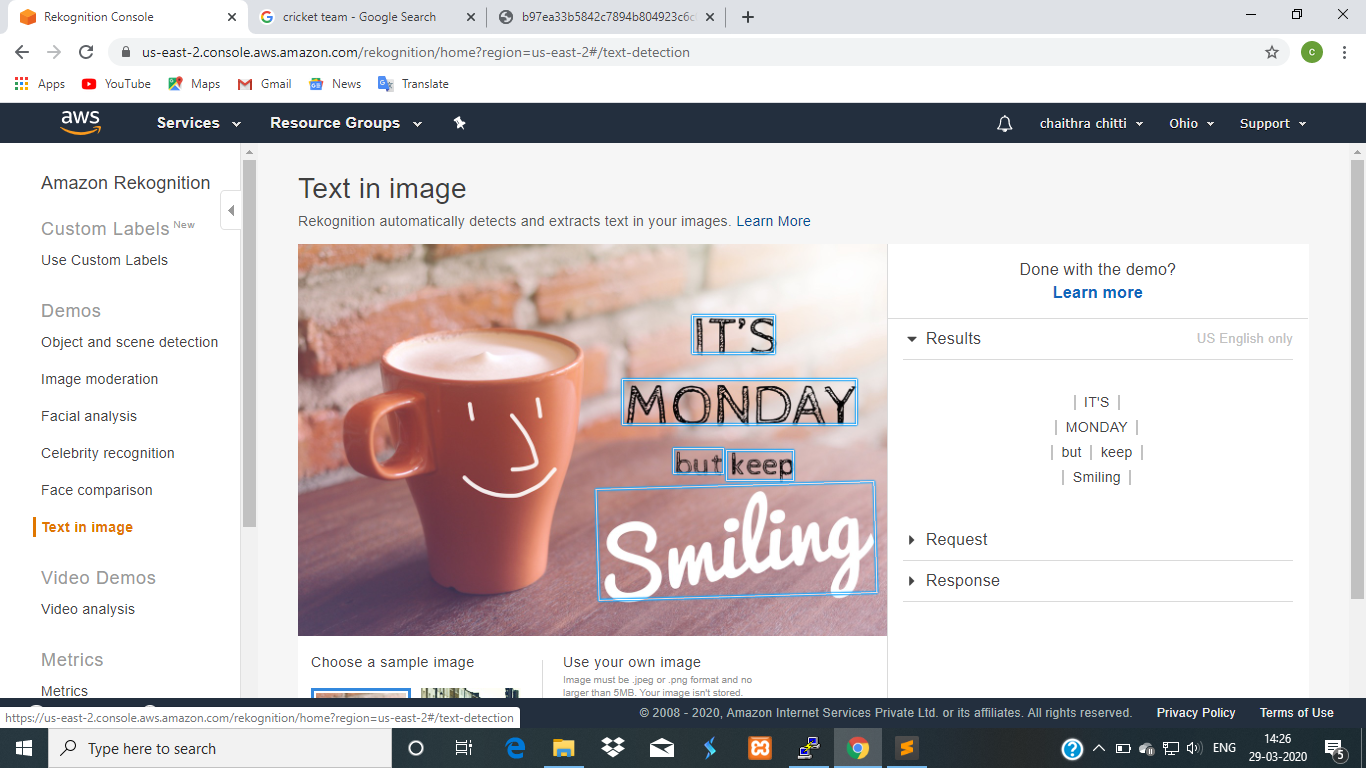 Rekognition Console
cricket team - Google Search
b97ea33b5842c7894b804923c6c
us-east-2.console.aws.amazon.com/rekognition/home?region=us-east-2#/text-detection
c
Apps YouTube Maps Gmail News Translate
aws Services Resource Groups chaithra chitti Ohio Support
Amazon Rekognition
Custom Labels New
Use Custom Labels
Demos
Object and scene detection
Image moderation
Facial analysis
Celebrity recognition
Face comparison
Text in image
Video Demos
Video analysis
Metrics
Metrics
Text in image
Rekognition automatically detects and extracts text in your images. Learn More
IT'S
MONDAY
but keep
Smiling
Choose a sample image
Use your own image
Image must be .jpeg or .png format and no
larger than 5MB. Your image isn't stored.
Done with the demo?
Learn more
Results US English only
| IT'S |
| MONDAY |
| but | keep |
| Smiling |
Request
Response
https://us-east-2.console.aws.amazon.com/rekognition/home?region=us-east-2#/text-detection
© 2008 - 2020, Amazon Internet Services Private Ltd. or its affiliates. All rights reserved. Privacy Policy Terms of Use
Type here to search
ENG
14:26
29-03-2020
5